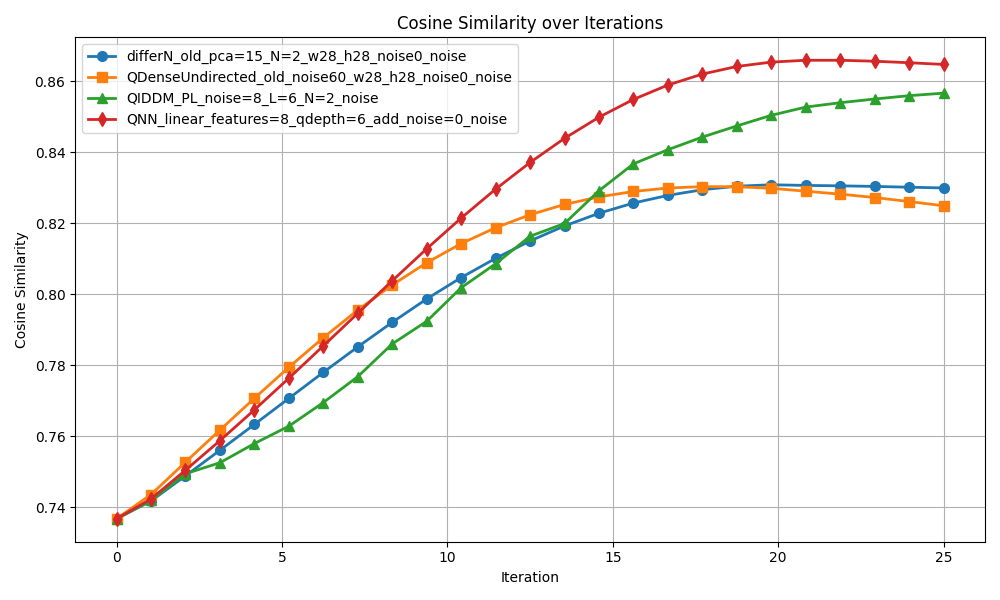 Cosine Similarity over Iterations
differN_old_pca=15_N=2_w28_h28_noise0_noise
QDenseUndirected_old_noise60_w28_h28_noise0_noise
QIDDM_PL_noise=8_L=6_N=2_noise
QNN_linear_features=8_qdepth=6_add_noise=0_noise
Cosine Similarity
0.86
0.84
0.82
0.80
0.78
0.76
0.74
0 5 10 15 20 25
Iteration